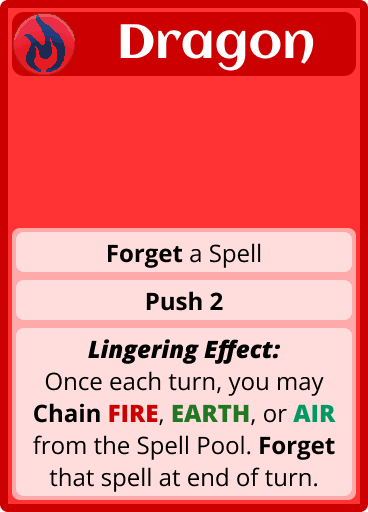 Dragon
Forget a Spell
Push 2
Lingering Effect:
Once each turn, you may
Chain FIRE, EARTH, or AIR
from the Spell Pool. Forget
that spell at end of turn.